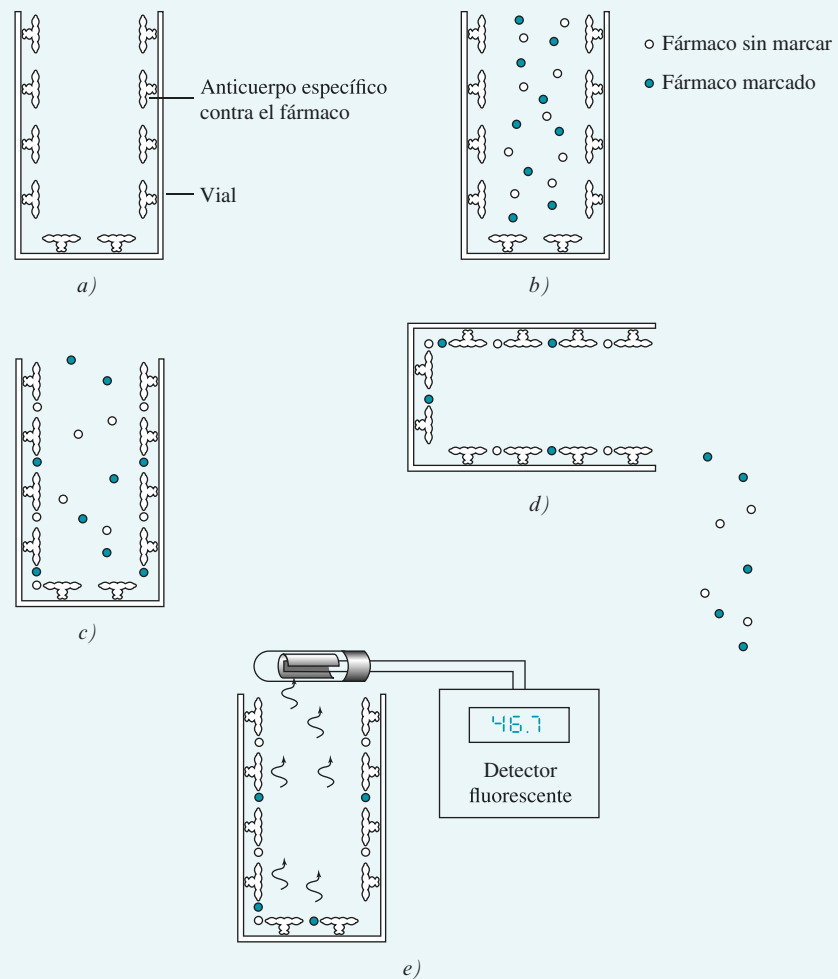 Anticuerpo específico
contra el fármaco
Vial
a)
Fármaco sin marcar
Fármaco marcado
b)
c)
d)
46.7
Detector
fluorescente
e)